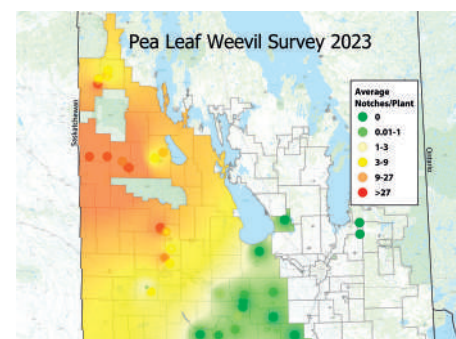 Pea Leaf Weevil Survey 2023
Saskatchewan
Average
Notches/Plant
0
0.01-1
1-3
3-9
9-27
>27
Ontario